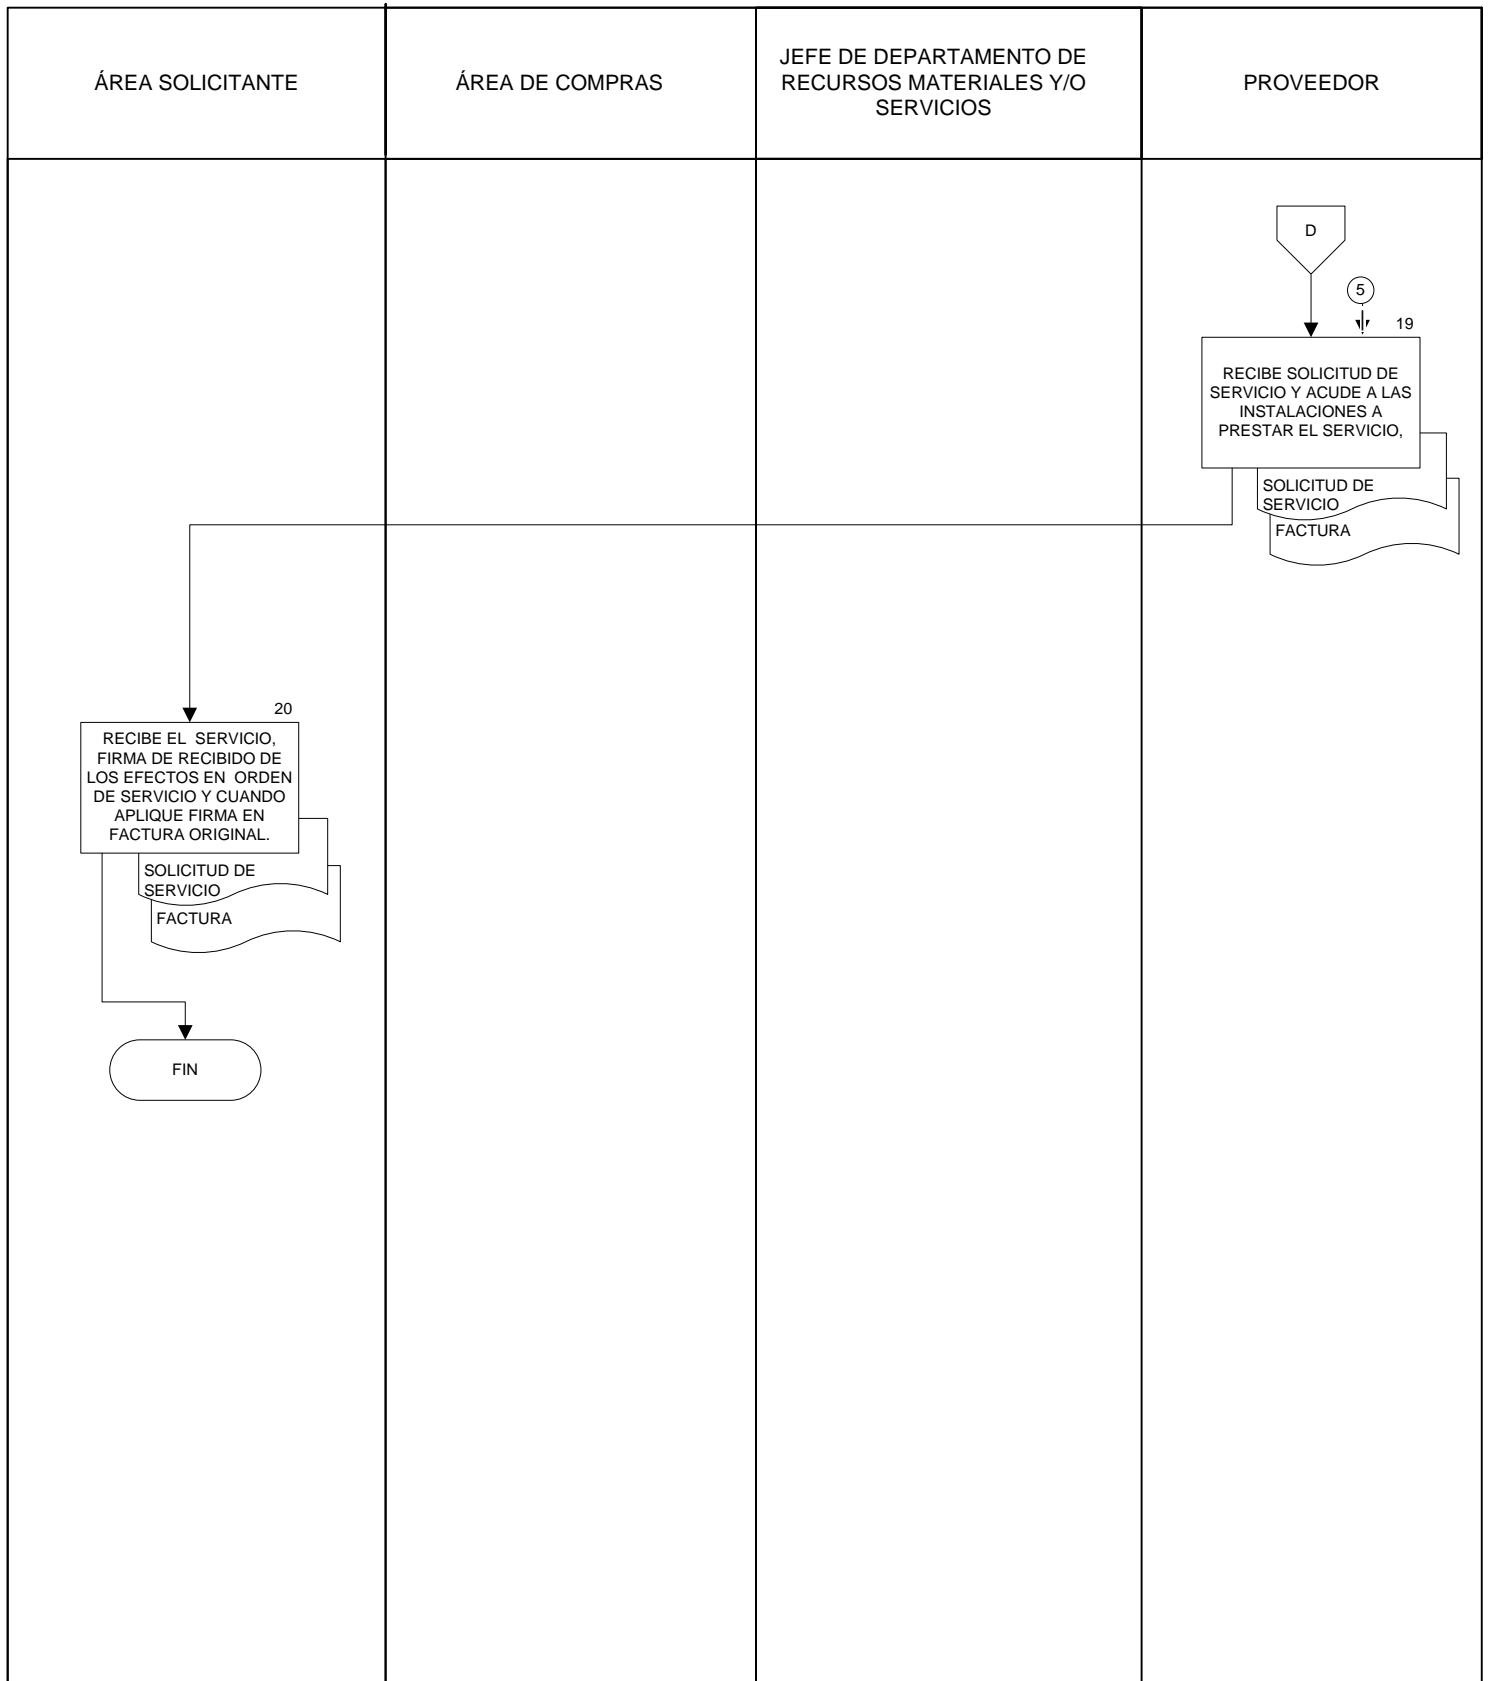 ÁREA SOLICITANTE
ÁREA DE COMPRAS
JEFE DE DEPARTAMENTO DE
RECURSOS MATERIALES Y/O
SERVICIOS
PROVEEDOR
D
5
19
RECIBE SOLICITUD DE
SERVICIO Y ACUDE A LAS
INSTALACIONES A
PRESTAR EL SERVICIO,
SOLICITUD DE
SERVICIO
FACTURA
20
RECIBE EL SERVICIO,
FIRMA DE RECIBIDO DE
LOS EFECTOS EN ORDEN
DE SERVICIO Y CUANDO
APLIQUE FIRMA EN
FACTURA ORIGINAL.
SOLICITUD DE
SERVICIO
FACTURA
FIN